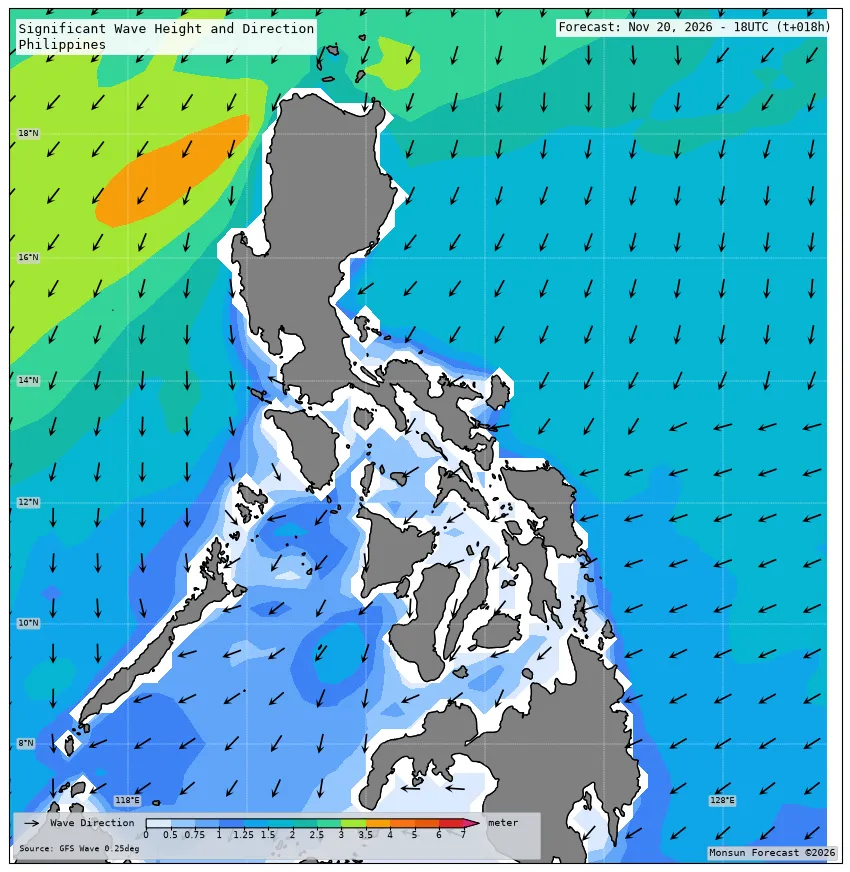 Significant Wave Height and Direction
Philippines
Forecast: Nov 20, 2026 - 18UTC (t+018h)
18°N
16°N
14°N
12°N
10°N
8°N
118°E
128°E
Wave Direction
0 0.5 0.75 1 1.25 1.5 2 2.5 3 3.5 4 5 6 7
meter
Source: GFS Wave 0.25deg
Monsun Forecast ©2026